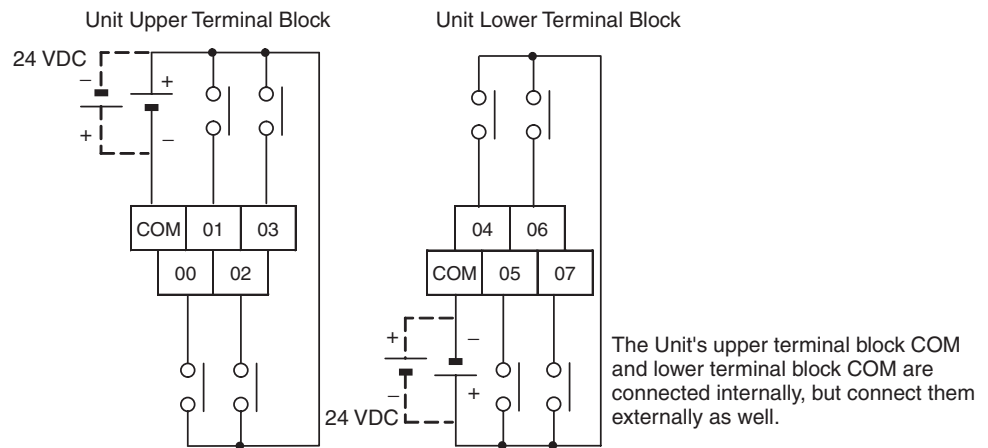 Unit Upper Terminal Block
Unit Lower Terminal Block
24 VDC
−
+
+
−
COM 01 03
00 02
04 06
COM 05 07
+
−
−
+
24 VDC
The Unit's upper terminal block COM
and lower terminal block COM are
connected internally, but connect them
externally as well.